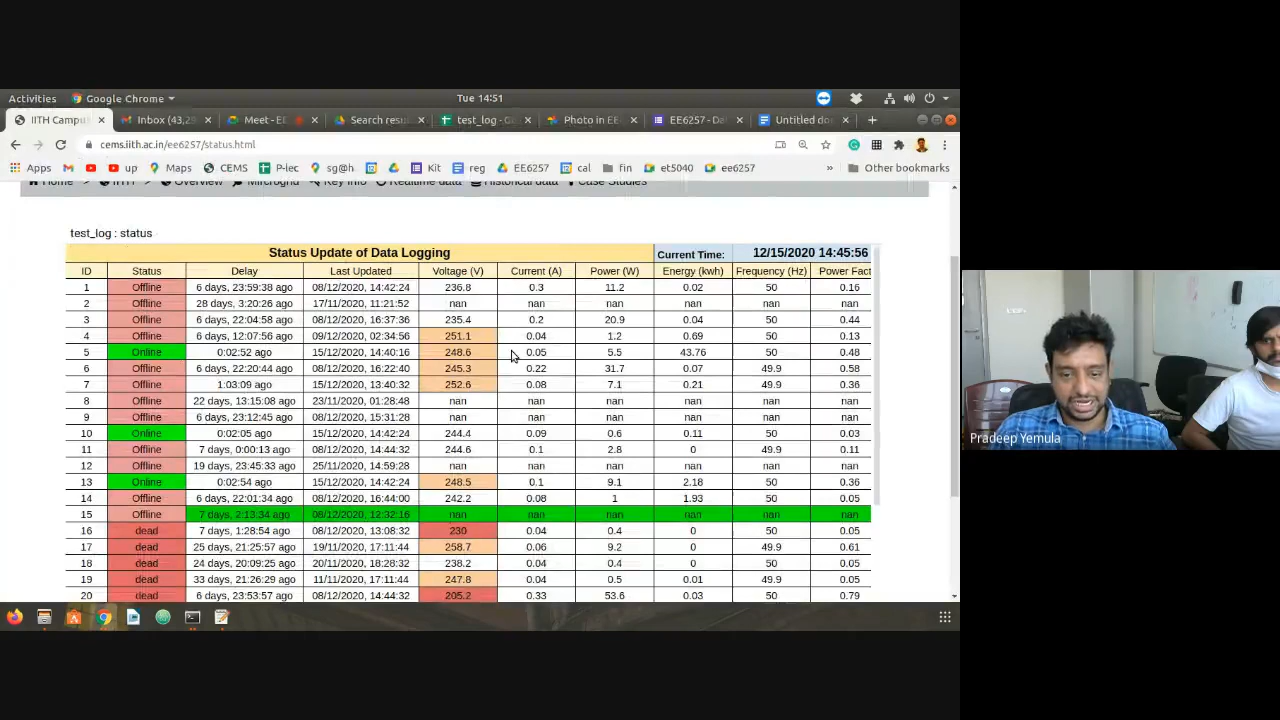 Activities Google Chrome Tue 14:51
IITH Campu Inbox (43,2 Meet - EE Search resu test_log - G Photo in EE EE6257 - Da Untitled do
cems.iith.ac.in/ee6257/status.html
Apps M up Maps CEMS P-lec sg@h Kit reg EE6257 cal fin et5040 ee6257 » Other bookmarks
Home > IITH > Overview Microgrid Key Info Realtime data Historical data Case Studies
test_log : status
Status Update of Data Logging Current Time: 12/15/2020 14:45:56
ID Status Delay Last Updated Voltage (V) Current (A) Power (W) Energy (kwh) Frequency (Hz) Power Fact
1 Offline 6 days, 23:59:38 ago 08/12/2020, 14:42:24 236.8 0.3 11.2 0.02 50 0.16
2 Offline 28 days, 3:20:26 ago 17/11/2020, 11:21:52 nan nan nan nan nan nan
3 Offline 6 days, 22:04:58 ago 08/12/2020, 16:37:36 235.4 0.2 20.9 0.04 50 0.44
4 Offline 6 days, 12:07:56 ago 09/12/2020, 02:34:56 251.1 0.04 1.2 0.69 50 0.13
5 Online 0:02:52 ago 15/12/2020, 14:40:16 248.6 0.05 5.5 43.76 50 0.48
6 Offline 6 days, 22:20:44 ago 08/12/2020, 16:22:40 245.3 0.22 31.7 0.07 49.9 0.58
7 Offline 1:03:09 ago 15/12/2020, 13:40:32 252.6 0.08 7.1 0.21 49.9 0.36
8 Offline 22 days, 13:15:08 ago 23/11/2020, 01:28:48 nan nan nan nan nan nan
9 Offline 6 days, 23:12:45 ago 08/12/2020, 15:31:28 nan nan nan nan nan nan
10 Online 0:02:05 ago 15/12/2020, 14:42:24 244.4 0.09 0.6 0.11 50 0.03
11 Offline 7 days, 0:00:13 ago 08/12/2020, 14:44:32 244.6 0.1 2.8 0 49.9 0.11
12 Offline 19 days, 23:45:33 ago 25/11/2020, 14:59:28 nan nan nan nan nan nan
13 Online 0:02:54 ago 15/12/2020, 14:42:24 248.5 0.1 9.1 2.18 50 0.36
14 Offline 6 days, 22:01:34 ago 08/12/2020, 16:44:00 242.2 0.08 1 1.93 50 0.05
15 Offline 7 days, 2:13:34 ago 08/12/2020, 12:32:16 nan nan nan nan nan nan
16 dead 7 days, 1:28:54 ago 08/12/2020, 13:08:32 230 0.04 0.4 0 50 0.05
17 dead 25 days, 21:25:57 ago 19/11/2020, 17:11:44 258.7 0.06 9.2 0 49.9 0.61
18 dead 24 days, 20:09:25 ago 20/11/2020, 18:28:32 238.2 0.04 0.4 0 50 0.05
19 dead 33 days, 21:26:29 ago 11/11/2020, 17:11:44 247.8 0.04 0.5 0.01 49.9 0.05
20 dead 6 days, 23:53:57 ago 08/12/2020, 14:44:32 205.2 0.33 53.6 0.03 50 0.79
Pradeep Yemula